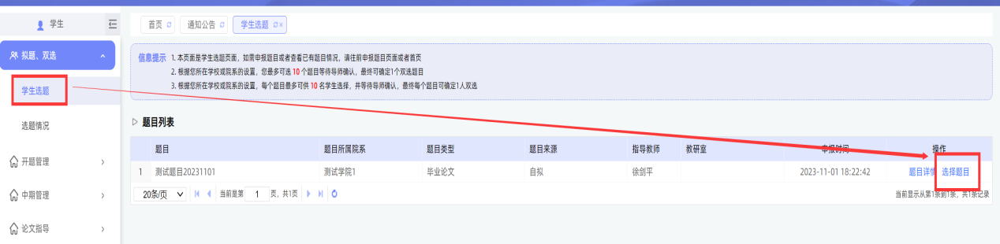 学生
首页 通知公告 学生选题
拟题、双选
学生选题
选题情况
开题管理
中期管理
论文指导
信息提示 1. 本页面是学生选题页面，如需申报题目或者查看已有题目情况，请往前申报题目页面或者首页
2. 根据您所在学校或院系的设置，您最多可选 10 个题目等待导师确认，最终可确定1个双选题目
3. 根据您所在学校或院系的设置，每个题目最多可供 10 名学生选择，并等待导师确认，最终每个题目可确定1人双选
题目列表
题目 题目所属院系 题目类型 题目来源 指导教师 教研室 申报时间 操作
1 测试题目20231101 测试学院1 毕业论文 自拟 徐剑平 2023-11-01 18:22:42 题目详情 选择题目
20条/页 当前是第 1 页，共1页 当前显示从第1条到1条，共1条记录